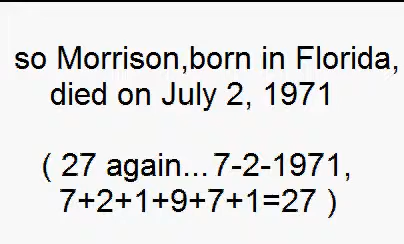 so Morrison,born in Florida,
died on July 2, 1971
( 27 again... 7-2-1971,
7+2+1+9+7+1=27 )